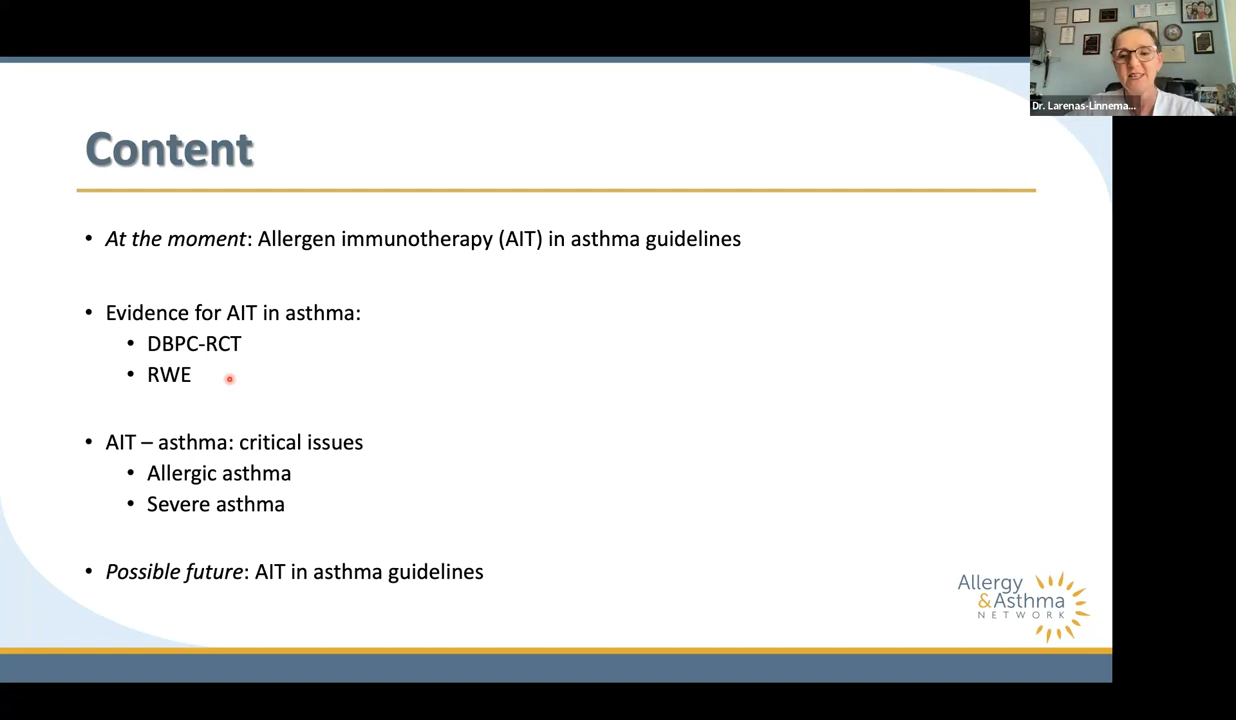 Dr. Larenas-Linnema...
Content
• At the moment: Allergen immunotherapy (AIT) in asthma guidelines
• Evidence for AIT in asthma:
• DBPC-RCT
• RWE
• AIT – asthma: critical issues
• Allergic asthma
• Severe asthma
• Possible future: AIT in asthma guidelines
Allergy
&Asthma
NETWORK